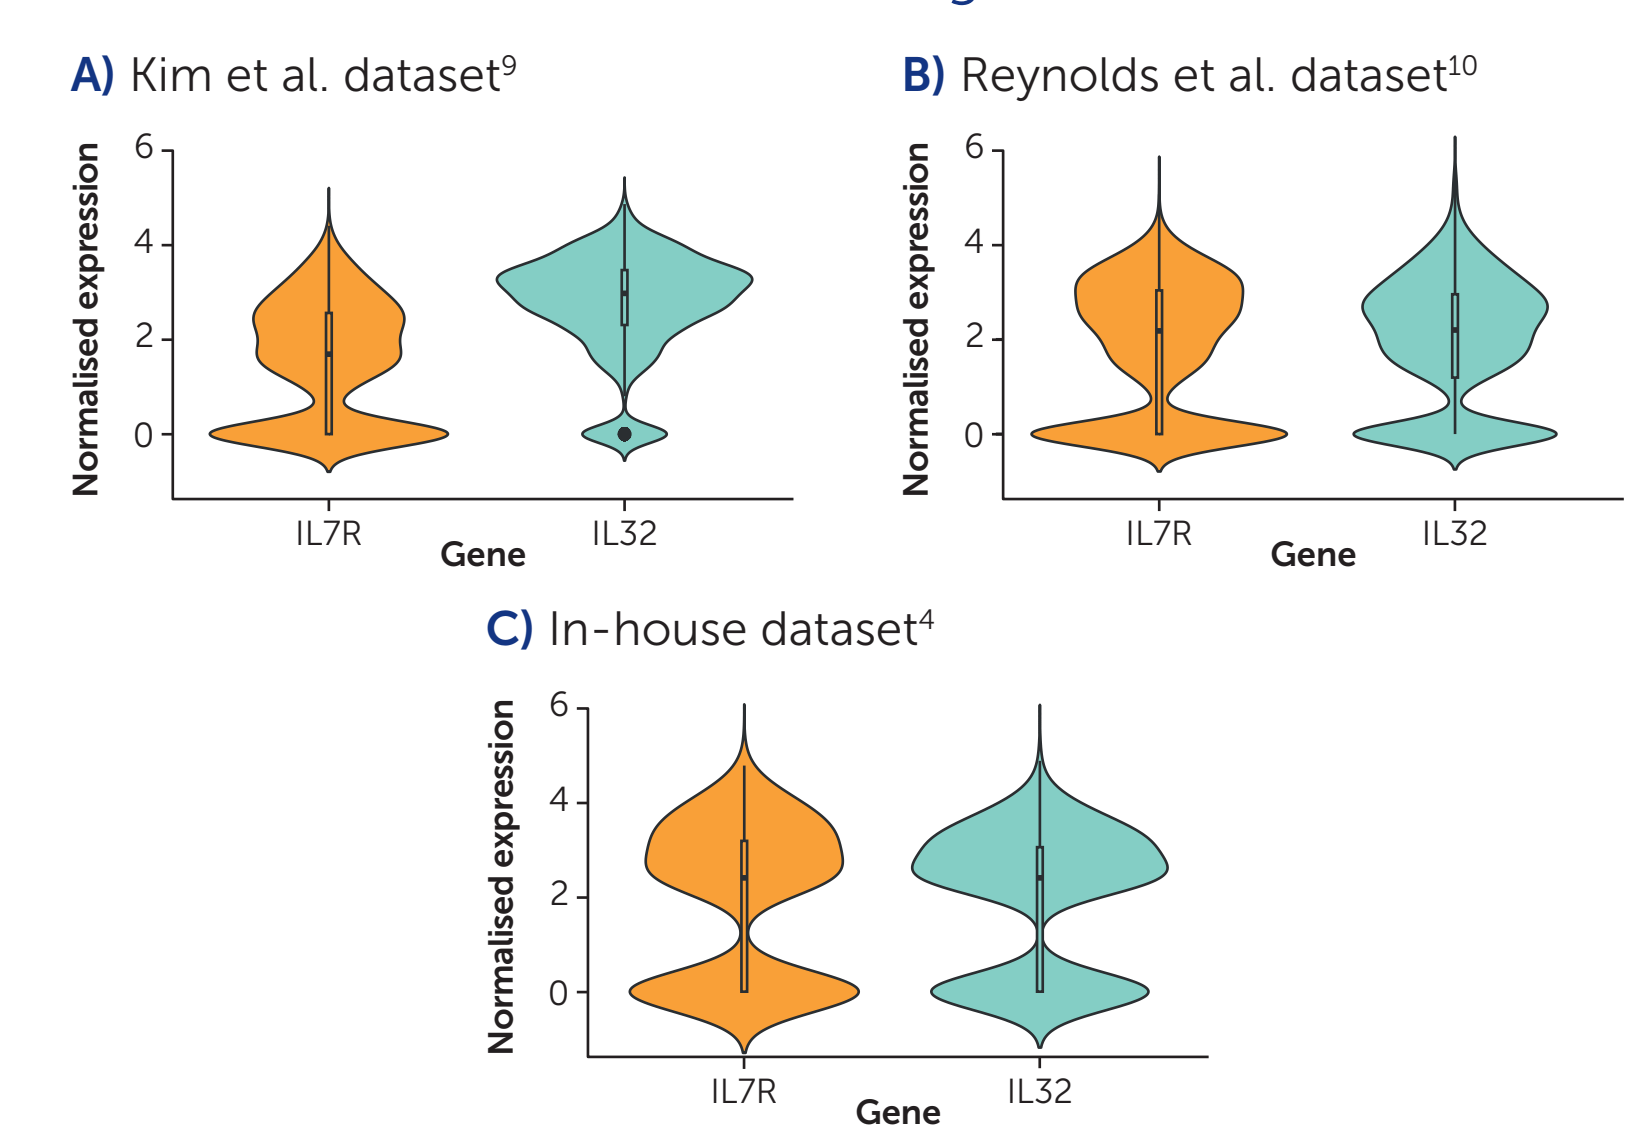 A) Kim et al. dataset9
Normalised expression
6
4
2
0
IL7R
IL32
Gene
B) Reynolds et al. dataset10
Normalised expression
6
4
2
0
IL7R
IL32
Gene
C) In-house dataset4
Normalised expression
6
4
2
0
IL7R
IL32
Gene